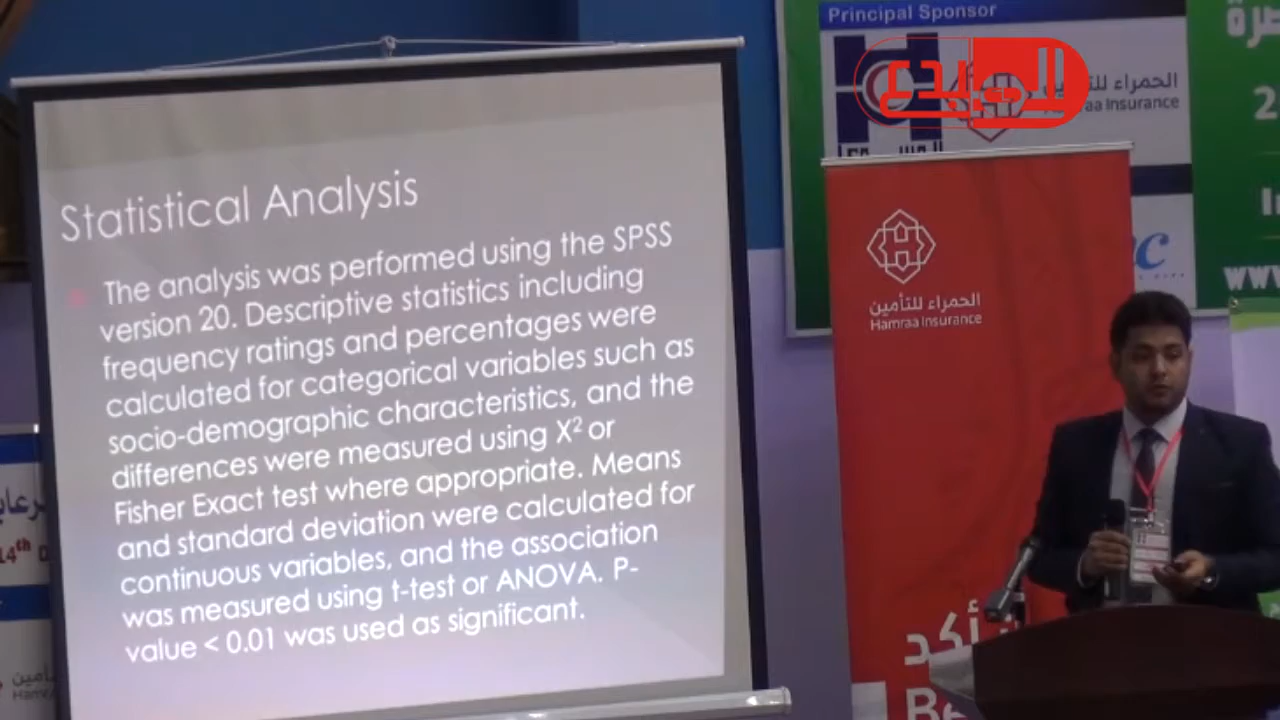 Statistical Analysis
The analysis was performed using the SPSS
version 20. Descriptive statistics including
frequency ratings and percentages were
calculated for categorical variables such as
socio-demographic characteristics, and the
differences were measured using X² or
Fisher Exact test where appropriate. Means
and standard deviation were calculated for
continuous variables, and the association
was measured using t-test or ANOVA. P-
value < 0.01 was used as significant.
Principal Sponsor
الحمراء
Insurance
الحمراء للتأمين
Hamraa Insurance
14th
WWW